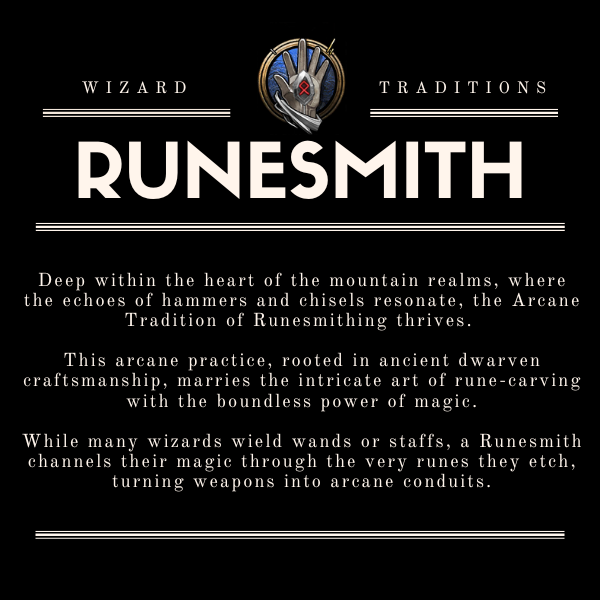 WIZARD TRADITIONS
RUNESMITH
Deep within the heart of the mountain realms, where
the echoes of hammers and chisels resonate, the Arcane
Tradition of Runesmithing thrives.
This arcane practice, rooted in ancient dwarven
craftsmanship, marries the intricate art of rune-carving
with the boundless power of magic.
While many wizards wield wands or staffs, a Runesmith
channels their magic through the very runes they etch,
turning weapons into arcane conduits.